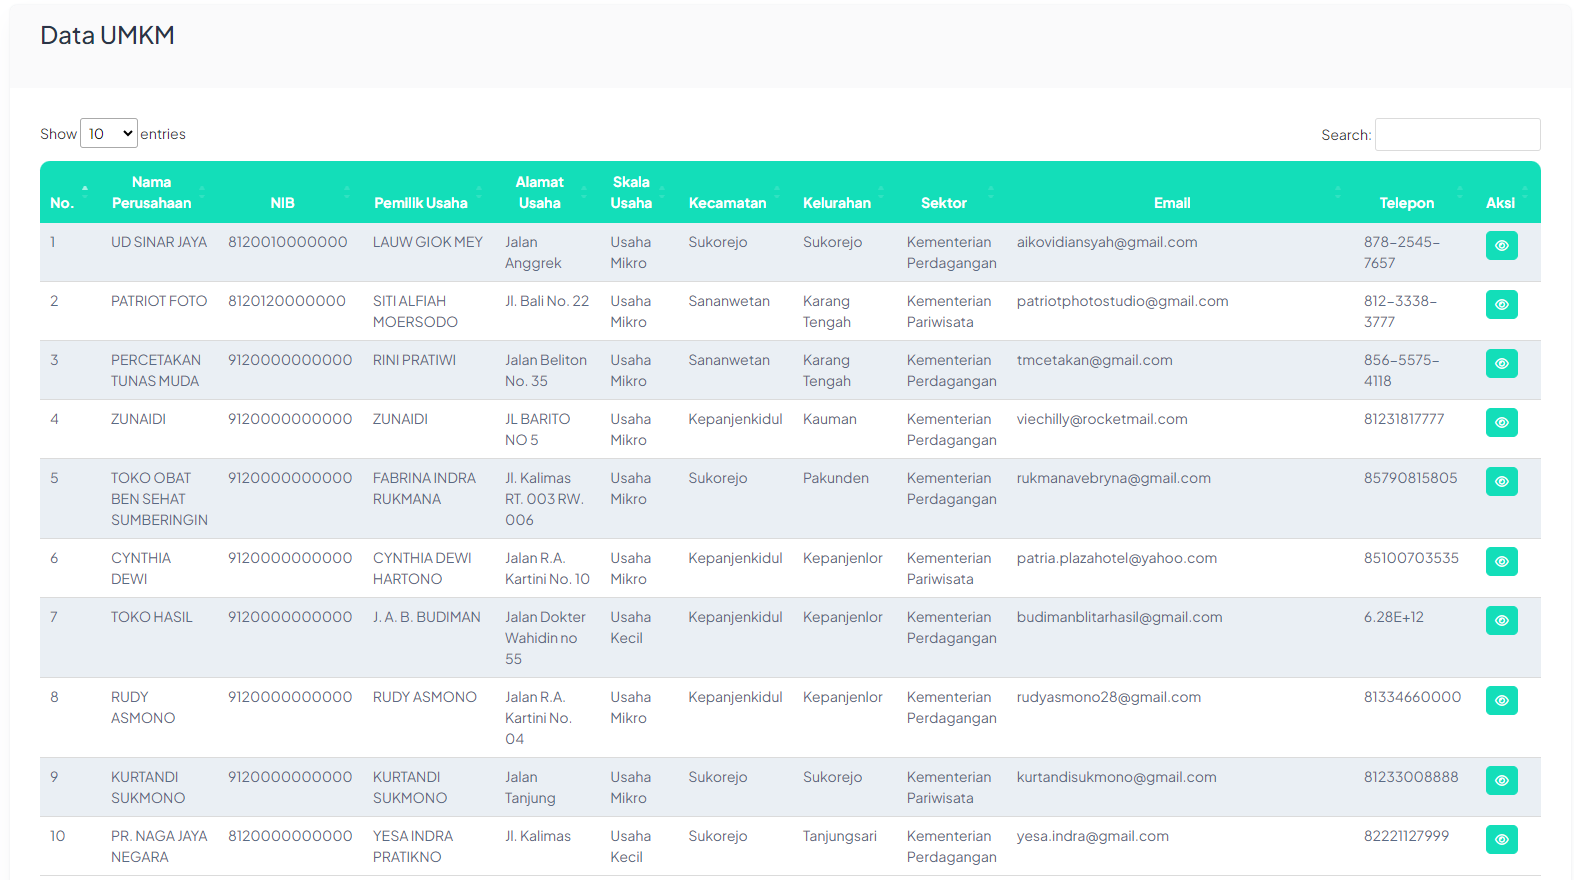 Data UMKM
Show 10 entries
Search:
No. Nama Perusahaan NIB Pemilik Usaha Alamat Usaha Skala Usaha Kecamatan Kelurahan Sektor Email Telepon Aksi
1 UD SINAR JAYA 8120010000000 LAUW GIOK MEY Jalan Anggrek Usaha Mikro Sukorejo Sukorejo Kementerian Perdagangan aikovidiansyah@gmail.com 878-2545-7657
2 PATRIOT FOTO 8120120000000 SITI ALFIAH MOERSODO Jl. Bali No. 22 Usaha Mikro Sananwetan Karang Tengah Kementerian Pariwisata patriotphotostudio@gmail.com 812-3338-3777
3 PERCETAKAN TUNAS MUDA 9120000000000 RINI PRATIWI Jalan Beliton No. 35 Usaha Mikro Sananwetan Karang Tengah Kementerian Perdagangan tmcetakan@gmail.com 856-5575-4118
4 ZUNAIDI 9120000000000 ZUNAIDI JL BARITO NO 5 Usaha Mikro Kepanjenkidul Kauman Kementerian Perdagangan viechilly@rocketmail.com 81231817777
5 TOKO OBAT BEN SEHAT SUMBERINGIN 9120000000000 FABRINA INDRA RUKMANA Jl. Kalimas RT. 003 RW. 006 Usaha Mikro Sukorejo Pakunden Kementerian Perdagangan rukmanavebryna@gmail.com 85790815805
6 CYNTHIA DEWI 9120000000000 CYNTHIA DEWI HARTONO Jalan R.A. Kartini No. 10 Usaha Mikro Kepanjenkidul Kepanjenlor Kementerian Pariwisata patria.plazahotel@yahoo.com 85100703535
7 TOKO HASIL 9120000000000 J. A. B. BUDIMAN Jalan Dokter Wahidin no 55 Usaha Kecil Kepanjenkidul Kepanjenlor Kementerian Perdagangan budimanblitarhasil@gmail.com 6.28E+12
8 RUDY ASMONO 9120000000000 RUDY ASMONO Jalan R.A. Kartini No. 04 Usaha Mikro Kepanjenkidul Kepanjenlor Kementerian Perdagangan rudyasmono28@gmail.com 81334660000
9 KURTANDI SUKMONO 9120000000000 KURTANDI SUKMONO Jalan Tanjung Usaha Mikro Sukorejo Sukorejo Kementerian Pariwisata kurtandisukmono@gmail.com 81233008888
10 PR. NAGA JAYA NEGARA 8120000000000 YESA INDRA PRATIKNO Jl. Kalimas Usaha Kecil Sukorejo Tanjungsari Kementerian Perdagangan yesa.indra@gmail.com 82221127999